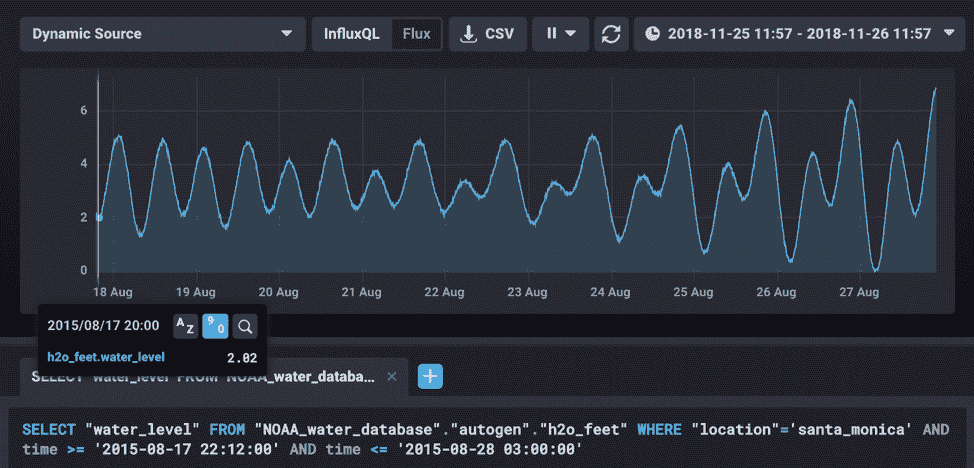 Dynamic Source InfluxQL Flux CSV 2018-11-25 11:57 - 2018-11-26 11:57
6
4
2
0
18 Aug 19 Aug 20 Aug 21 Aug 22 Aug 23 Aug 24 Aug 25 Aug 26 Aug 27 Aug
2015/08/17 20:00 AZ 90
h2o_feet.water_level 2.02
SELECT "water_level" FROM "NOAA_water_databa...
SELECT "water_level" FROM "NOAA_water_database"."autogen"."h2o_feet" WHERE "location"='santa_monica' AND
time >= '2015-08-17 22:12:00' AND time <= '2015-08-28 03:00:00'